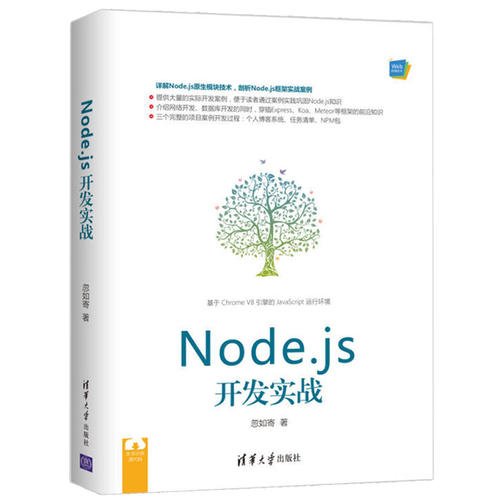 Web
详解Node.js原生模块技术，剖析Node.js框架实战案例
提供大量的实际开发案例，便于读者通过案例实践巩固Node.js知识
介绍网络开发、数据库开发的同时，穿插Express、Koa、Meteor等框架的前沿知识
三个完整的项目案例开发过程：个人博客系统、任务清单、NPM包
基于 Chrome V8 引擎的 JavaScript 运行环境
Node.js
开发实战
忽如寄 著
清华大学出版社
Node.js 开发实战
忽如寄 著
清华大学出版社